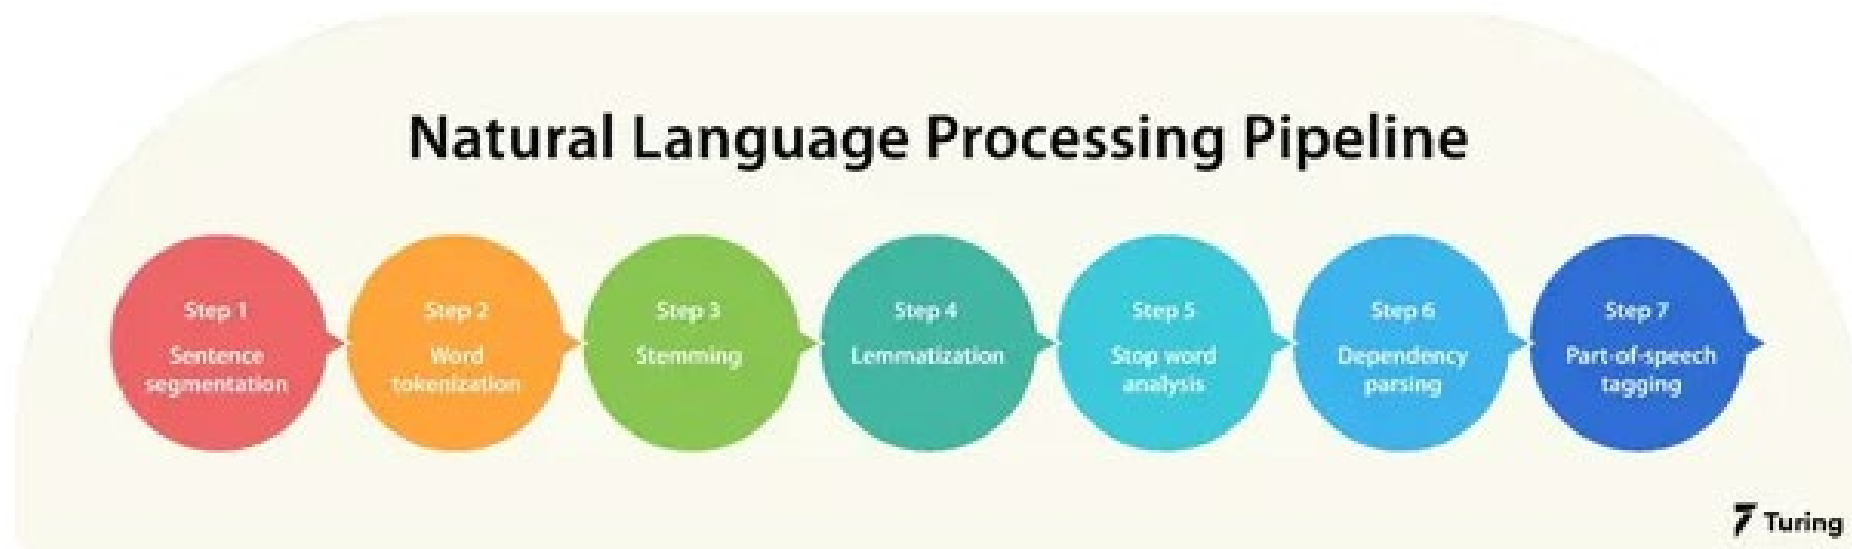 Natural Language Processing Pipeline
Step 1
Sentence
segmentation
Step 2
Word
tokenization
Step 3
Stemming
Step 4
Lemmatization
Step 5
Stop word
analysis
Step 6
Dependency
parsing
Step 7
Part-of-speech
tagging
Turing